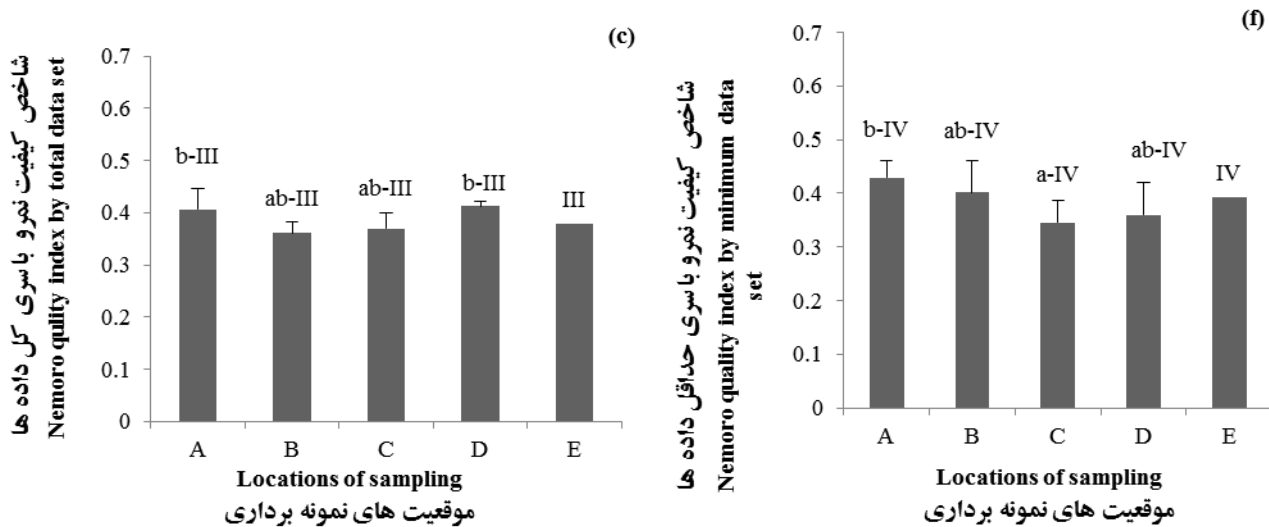 (c)
شاخص کیفیت نمرو با سری کل داده ها
Nemoro qulity index by total data set
0.7
0.6
0.5
0.4
0.3
0.2
0.1
0
b-III
ab-III
ab-III
b-III
III
A B C D E
Locations of sampling
موقعیت های نمونه برداری
(f)
شاخص کیفیت نمرو با سری حداقل داده ها
Nemoro quality index by minimum data
set
0.7
0.6
0.5
0.4
0.3
0.2
0.1
0
b-IV
ab-IV
a-IV
ab-IV
IV
A B C D E
Locations of sampling
موقعیت های نمونه برداری